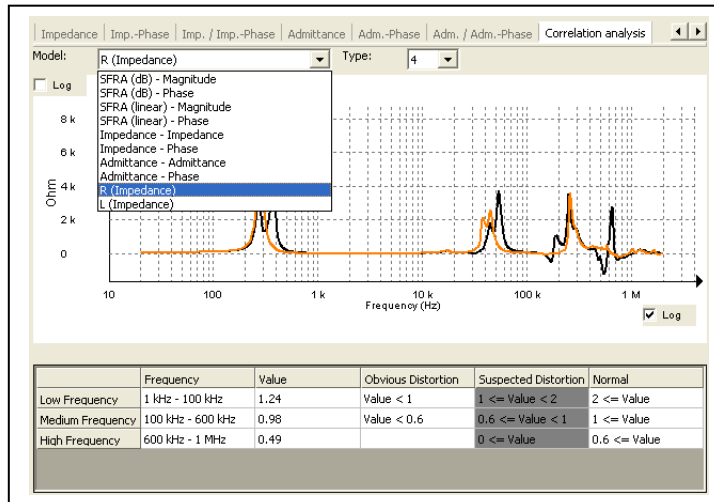 Impedance Imp.-Phase Imp. / Imp.-Phase Admittance Adm.-Phase Adm. / Adm.-Phase Correlation analysis
Model: R (Impedance) Type: 4
Log
SFRA (dB) - Magnitude
SFRA (dB) - Phase
SFRA (linear) - Magnitude
SFRA (linear) - Phase
Impedance - Impedance
Impedance - Phase
Admittance - Admittance
Admittance - Phase
R (Impedance)
L (Impedance)
8 k
6 k
4 k
2 k
0
Ohm
10 100 1 k 10 k 100 k 1 M
Frequency (Hz)
Log
Frequency Value Obvious Distortion Suspected Distortion Normal
Low Frequency 1 kHz - 100 kHz 1.24 Value < 1 1 <= Value < 2 2 <= Value
Medium Frequency 100 kHz - 600 kHz 0.98 Value < 0.6 0.6 <= Value < 1 1 <= Value
High Frequency 600 kHz - 1 MHz 0.49 0 <= Value 0.6 <= Value